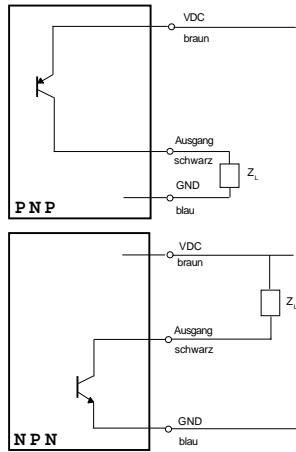 VDC
braun
Ausgang
schwarz
Z_L
GND
PNP
blau
VDC
braun
Z_L
Ausgang
schwarz
GND
NPN
blau